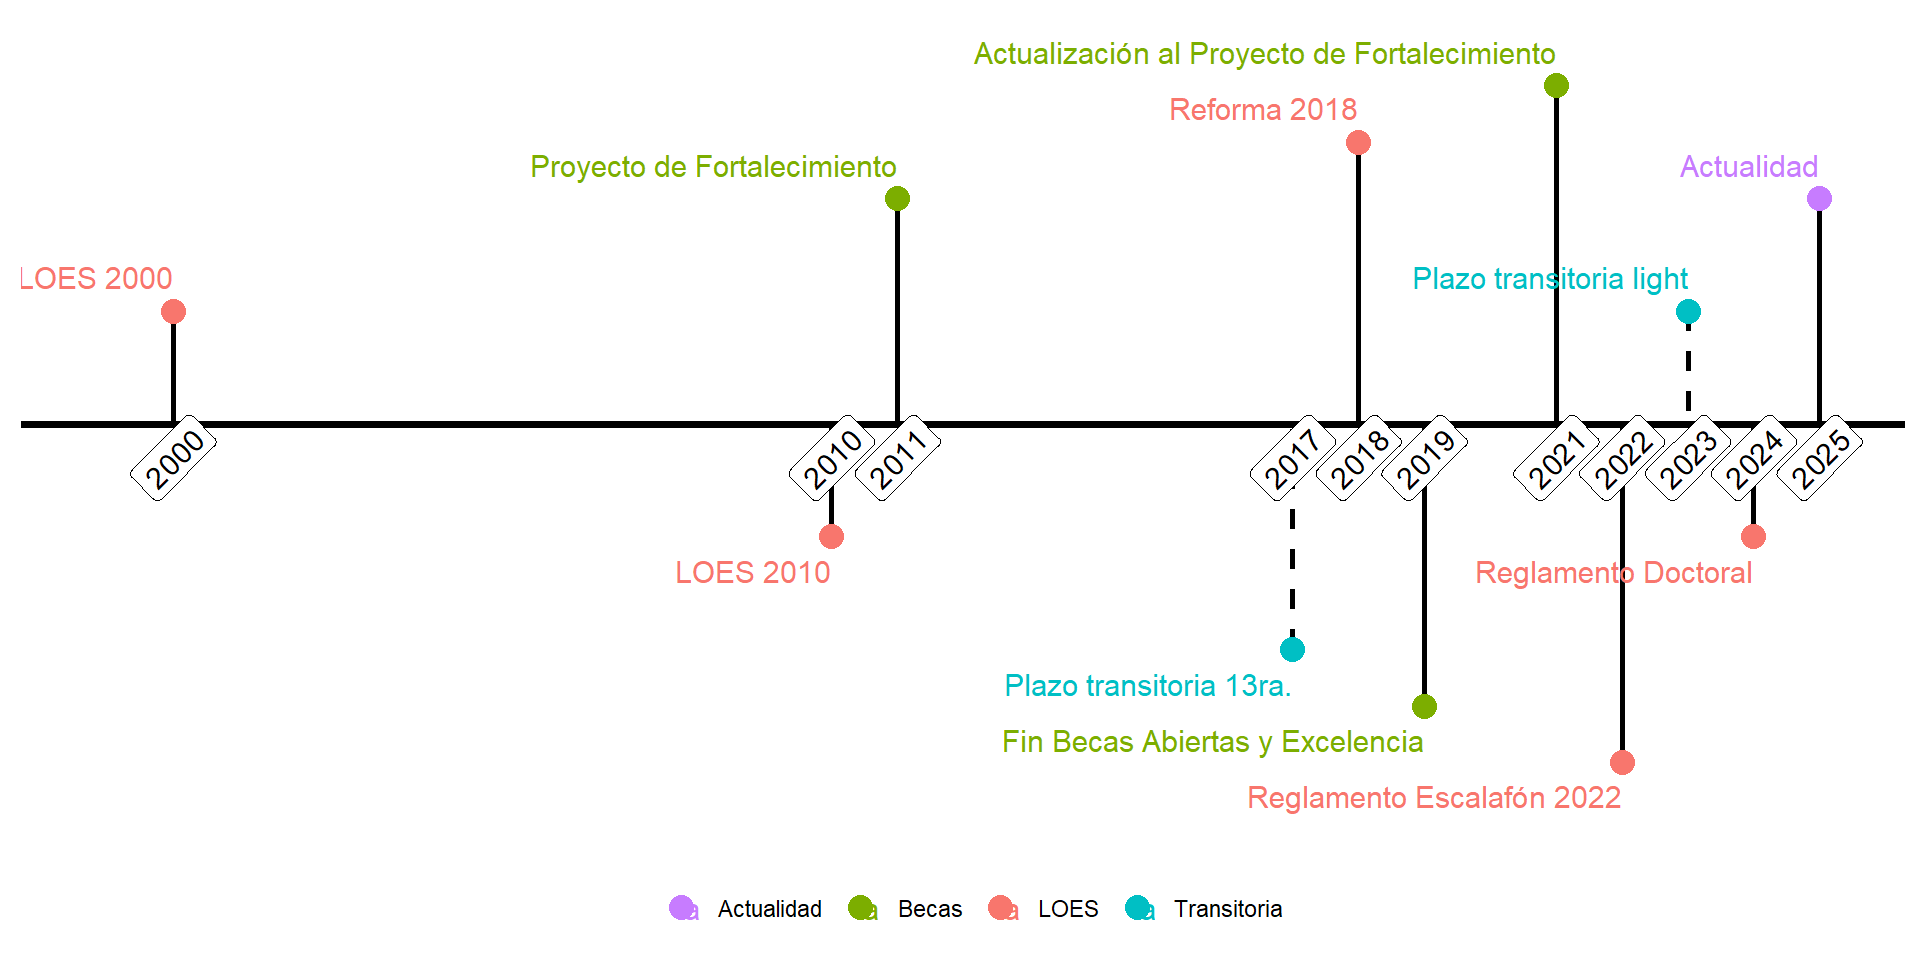 Actualización al Proyecto de Fortalecimiento
Reforma 2018
Proyecto de Fortalecimiento
Actualidad
LOES 2000
Plazo transitoria light
2000
2010
2011
2017
2018
2019
2021
2022
2023
2024
2025
LOES 2010
Reglamento Doctoral
Plazo transitoria 13ra.
Fin Becas Abiertas y Excelencia
Reglamento Escalafón 2022
a Actualidad a Becas a LOES a Transitoria